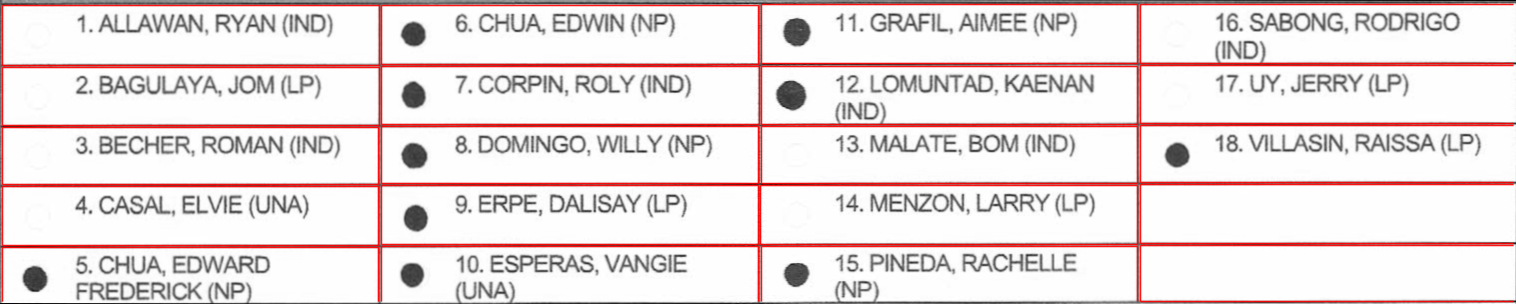 1. ALLAWAN, RYAN (IND)
2. BAGULAYA, JOM (LP)
3. BECHER, ROMAN (IND)
4. CASAL, ELVIE (UNA)
5. CHUA, EDWARD
FREDERICK (NP)
6. CHUA, EDWIN (NP)
7. CORPIN, ROLY (IND)
8. DOMINGO, WILLY (NP)
9. ERPE, DALISAY (LP)
10. ESPERAS, VANGIE
(UNA)
11. GRAFIL, AIMEE (NP)
12. LOMUNTAD, KAENAN
(IND)
13. MALATE, BOM (IND)
14. MENZON, LARRY (LP)
15. PINEDA, RACHELLE
(NP)
16. SABONG, RODRIGO
(IND)
17. UY, JERRY (LP)
18. VILLASIN, RAISSA (LP)